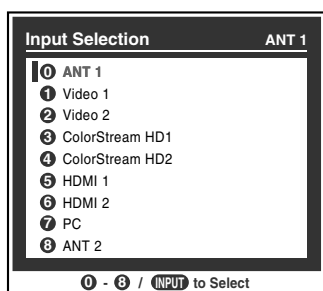 Input Selection ANT 1
0 ANT 1
1 Video 1
2 Video 2
3 ColorStream HD1
4 ColorStream HD2
5 HDMI 1
6 HDMI 2
7 PC
8 ANT 2
0 - 8 / INPUT to Select